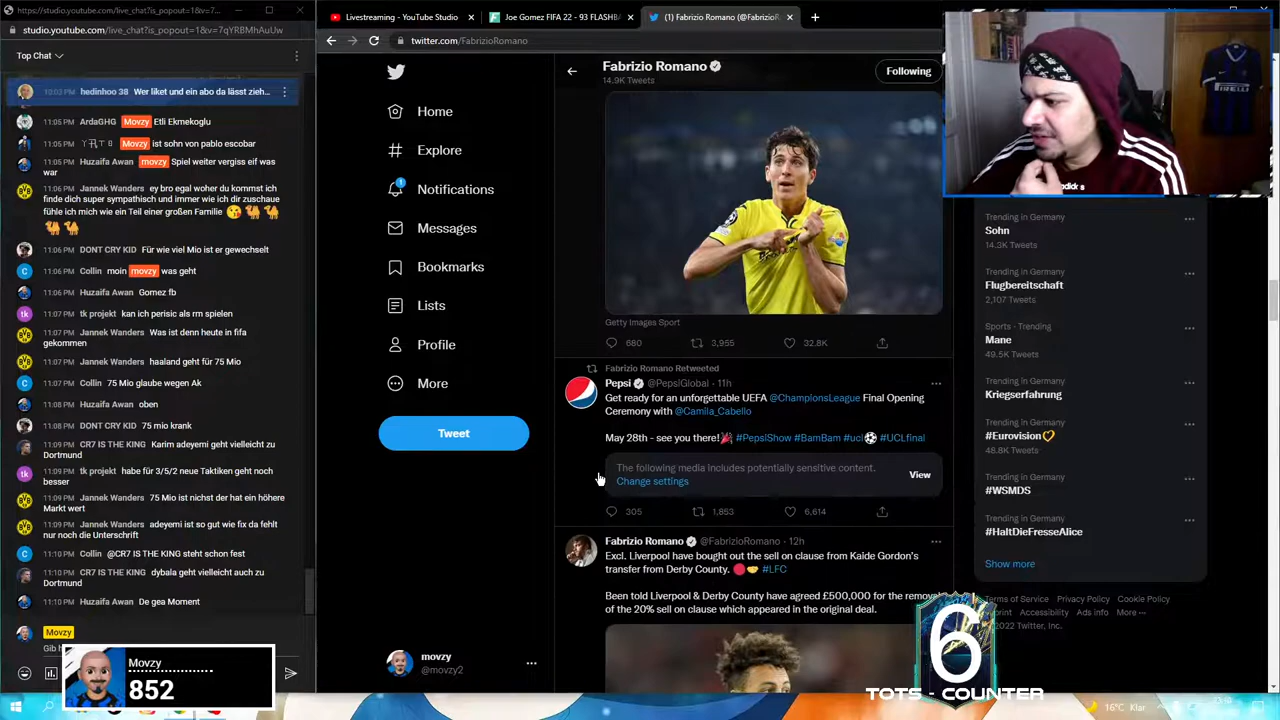 https://studio.youtube.com/live_chat?is_popout=1&v=7...
studio.youtube.com/live_chat?is_popout=1&v=7qYRBMhAuUw
Top Chat
10:03 PM hedinhoo 38 Wer liket und ein abo da lässt zieh...
11:05 PM ArdaGHG Movzy Etli Ekmekoglu
11:05 PM Movzy ist sohn von pablo escobar
11:05 PM Huzaifa Awan movzy Spiel weiter vergiss eif was
war
11:06 PM Jannek Wanders ey bro egal woher du kommst ich
finde dich super sympathisch und immer wie ich dir zuschaue
fühle ich mich wie ein Teil einer großen Familie 😘 🐫 🐫
🐫 🐫
11:06 PM DONT CRY KID Für wie viel Mio ist er gewechselt
11:06 PM Collin moin movzy was geht
11:06 PM Huzaifa Awan Gomez fb
11:07 PM tk projekt kan ich perisic als rm spielen
11:07 PM Jannek Wanders Was ist denn heute in fifa
gekommen
11:07 PM Jannek Wanders haaland geht für 75 Mio
11:07 PM Collin 75 Mio glaube wegen Ak
11:08 PM Huzaifa Awan oben
11:08 PM DONT CRY KID 75 mio krank
11:08 PM CR7 IS THE KING Karim adeyemi geht vielleicht zu
Dortmund
11:09 PM tk projekt habe für 3/5/2 neue Taktiken geht noch
besser
11:09 PM Jannek Wanders 75 Mio ist nichst der hat ein höhere
Markt wert
11:09 PM Jannek Wanders adeyemi ist so gut wie fix da fehlt
nur noch die Unterschrift
11:10 PM Collin @CR7 IS THE KING steht schon fest
11:10 PM CR7 IS THE KING dybala geht vielleicht auch zu
Dortmund
11:10 PM Huzaifa Awan De gea Moment
Movzy
Gib
Movzy
852
Livestreaming - YouTube Studio
Joe Gomez FIFA 22 - 93 FLASHBA
(1) Fabrizio Romano (@FabrizioR
twitter.com/FabrizioRomano
Home
Explore
1
Notifications
Messages
Bookmarks
Lists
Profile
More
Tweet
movzy
@movzy2
Fabrizio Romano
14.9K Tweets
Following
Getty Images Sport
680 3,955 32.8K
Fabrizio Romano Retweeted
Pepsi @PepsiGlobal · 11h
Get ready for an unforgettable UEFA @ChampionsLeague Final Opening
Ceremony with @Camila_Cabello
May 28th - see you there!🎉 #PepsiShow #BamBam #ucl⚽ #UCLfinal
The following media includes potentially sensitive content.
Change settings
View
305 1,853 6,614
Fabrizio Romano @FabrizioRomano · 12h
Excl. Liverpool have bought out the sell on clause from Kaide Gordon's
transfer from Derby County. 🔴🤝 #LFC
Been told Liverpool & Derby County have agreed £500,000 for the remova
of the 20% sell on clause which appeared in the original deal.
Trending in Germany
Sohn
14.3K Tweets
Trending in Germany
Flugbereitschaft
2,107 Tweets
Sports · Trending
Mane
49.5K Tweets
Trending in Germany
Kriegserfahrung
Trending in Germany
#Eurovision
48.8K Tweets
Trending in Germany
#WSMDS
Trending in Germany
#HaltDieFresseAlice
Show more
Terms of Service Privacy Policy Cookie Policy
Imprint Accessibility Ads info More ···
© 2022 Twitter, Inc.
6
TOTS - COUNTER
16°C Klar